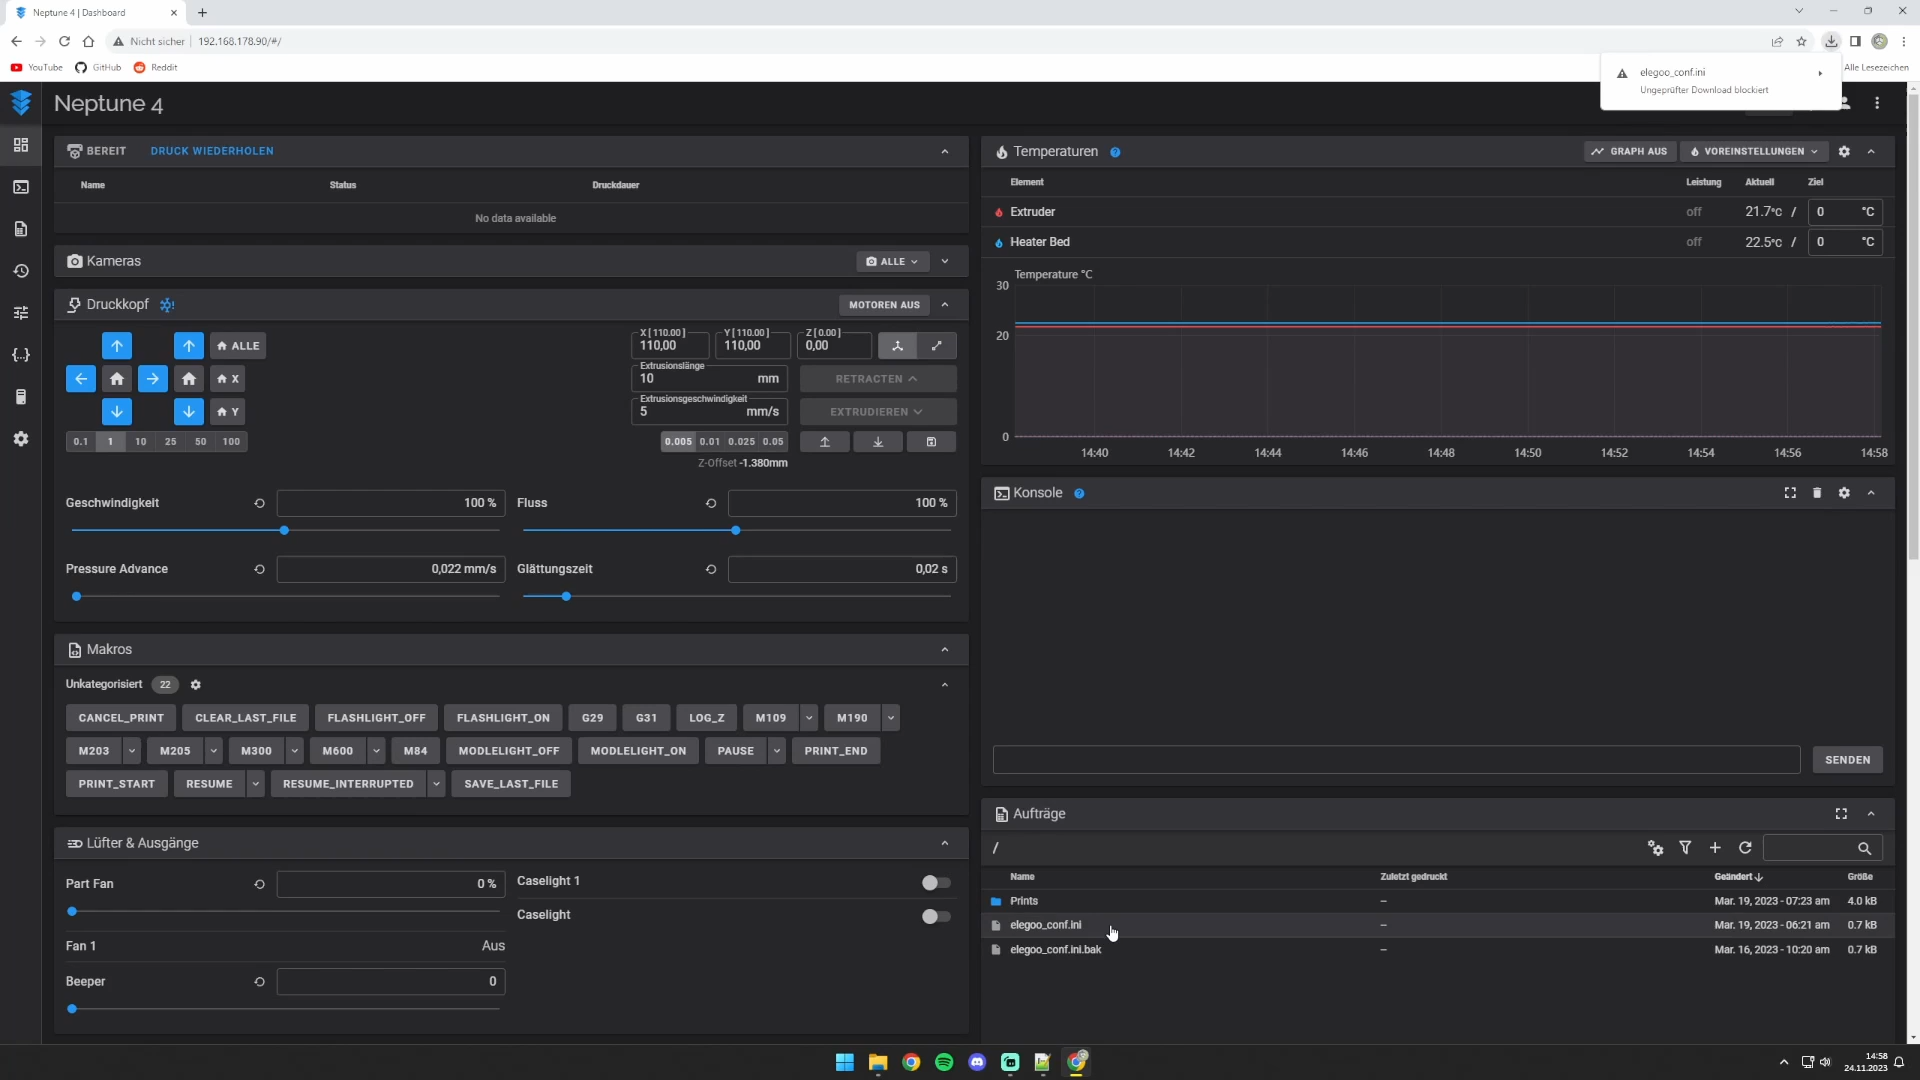 Neptune 4 | Dashboard
Nicht sicher
192.168.178.90/#/
YouTube
GitHub
Reddit
Alle Lesezeichen
elegoo_conf.ini
Ungeprüfter Download blockiert
Neptune 4
BEREIT
DRUCK WIEDERHOLEN
Name Status Druckdauer
No data available
Kameras
ALLE
Druckkopf
MOTOREN AUS
ALLE
X
Y
0.1 1 10 25 50 100
X [ 110.00 ] Y [ 110.00 ] Z [ 0.00 ]
110,00 110,00 0,00
Extrusionslänge
10 mm
RETRACTEN
Extrusionsgeschwindigkeit
5 mm/s
EXTRUDIEREN
0.005 0.01 0.025 0.05
Z-Offset -1.380mm
Geschwindigkeit 100 %
Fluss 100 %
Pressure Advance 0,022 mm/s
Glättungszeit 0,02 s
Makros
Unkategorisiert 22
CANCEL_PRINT CLEAR_LAST_FILE FLASHLIGHT_OFF FLASHLIGHT_ON G29 G31 LOG_Z M109 M190
M203 M205 M300 M600 M84 MODLELIGHT_OFF MODLELIGHT_ON PAUSE PRINT_END
PRINT_START RESUME RESUME_INTERRUPTED SAVE_LAST_FILE
Lüfter & Ausgänge
Part Fan 0 %
Caselight 1
Caselight
Fan 1 Aus
Beeper 0
Temperaturen
GRAPH AUS
VOREINSTELLUNGEN
Element Leistung Aktuell Ziel
Extruder off 21.7°C / 0 °C
Heater Bed off 22.5°C / 0 °C
Temperature °C
30
20
0
14:40 14:42 14:44 14:46 14:48 14:50 14:52 14:54 14:56 14:58
Konsole
SENDEN
Aufträge
/
Name Zuletzt gedruckt Geändert Größe
Prints – Mar. 19, 2023 - 07:23 am 4.0 kB
elegoo_conf.ini – Mar. 19, 2023 - 06:21 am 0.7 kB
elegoo_conf.ini.bak – Mar. 16, 2023 - 10:20 am 0.7 kB
14:58
24.11.2023